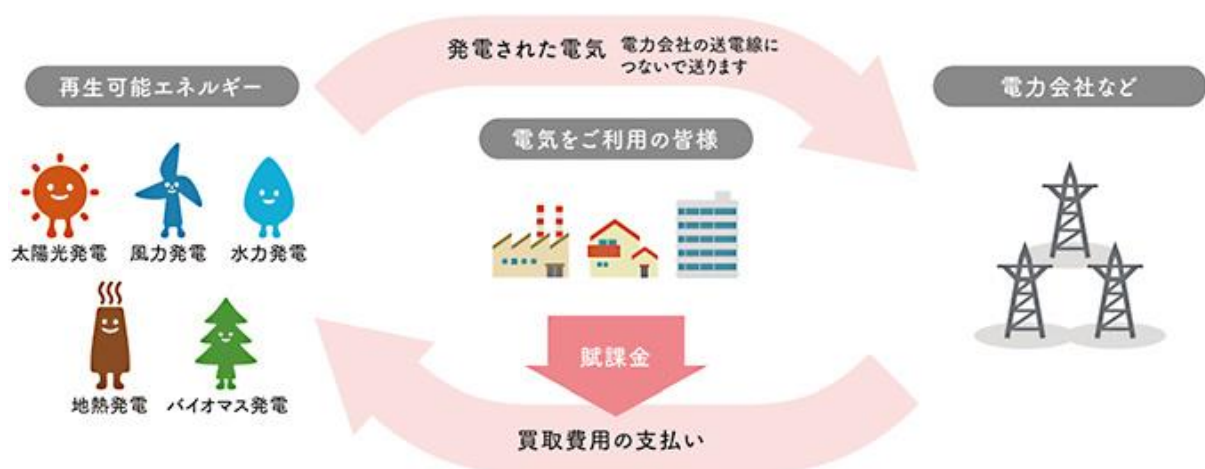 発電された電気
電力会社の送電線に
つないで送ります
再生可能エネルギー
電力会社など
電気をご利用の皆様
太陽光発電
風力発電
水力発電
地熱発電
バイオマス発電
賦課金
買取費用の支払い